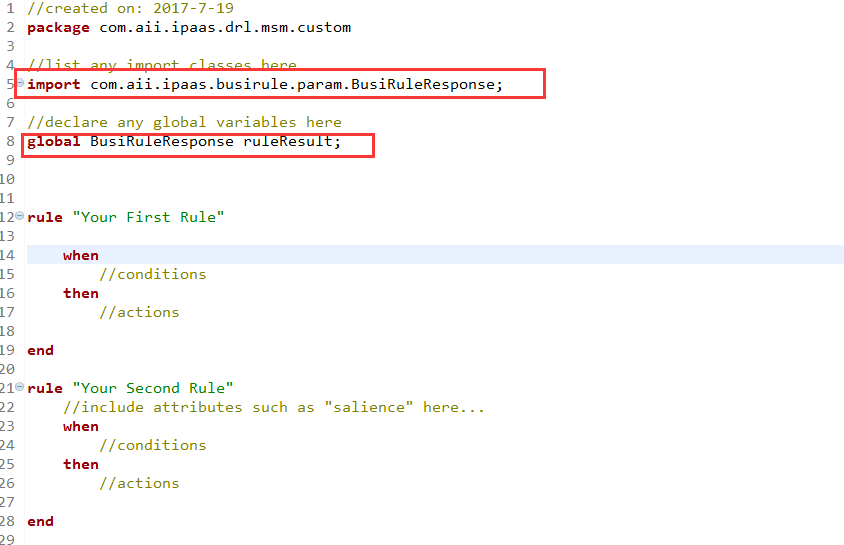 1 //created on: 2017-7-19
2 package com.aii.ipaas.drl.msm.custom
3
4 //list any import classes here
5 import com.aii.ipaas.busirule.param.BusiRuleResponse;
6
7 //declare any global variables here
8 global BusiRuleResponse ruleResult;
9
10
11
12 rule "Your First Rule"
13
14 when
15 //conditions
16 then
17 //actions
18
19 end
20
21 rule "Your Second Rule"
22 //include attributes such as "salience" here...
23 when
24 //conditions
25 then
26 //actions
27
28 end
29